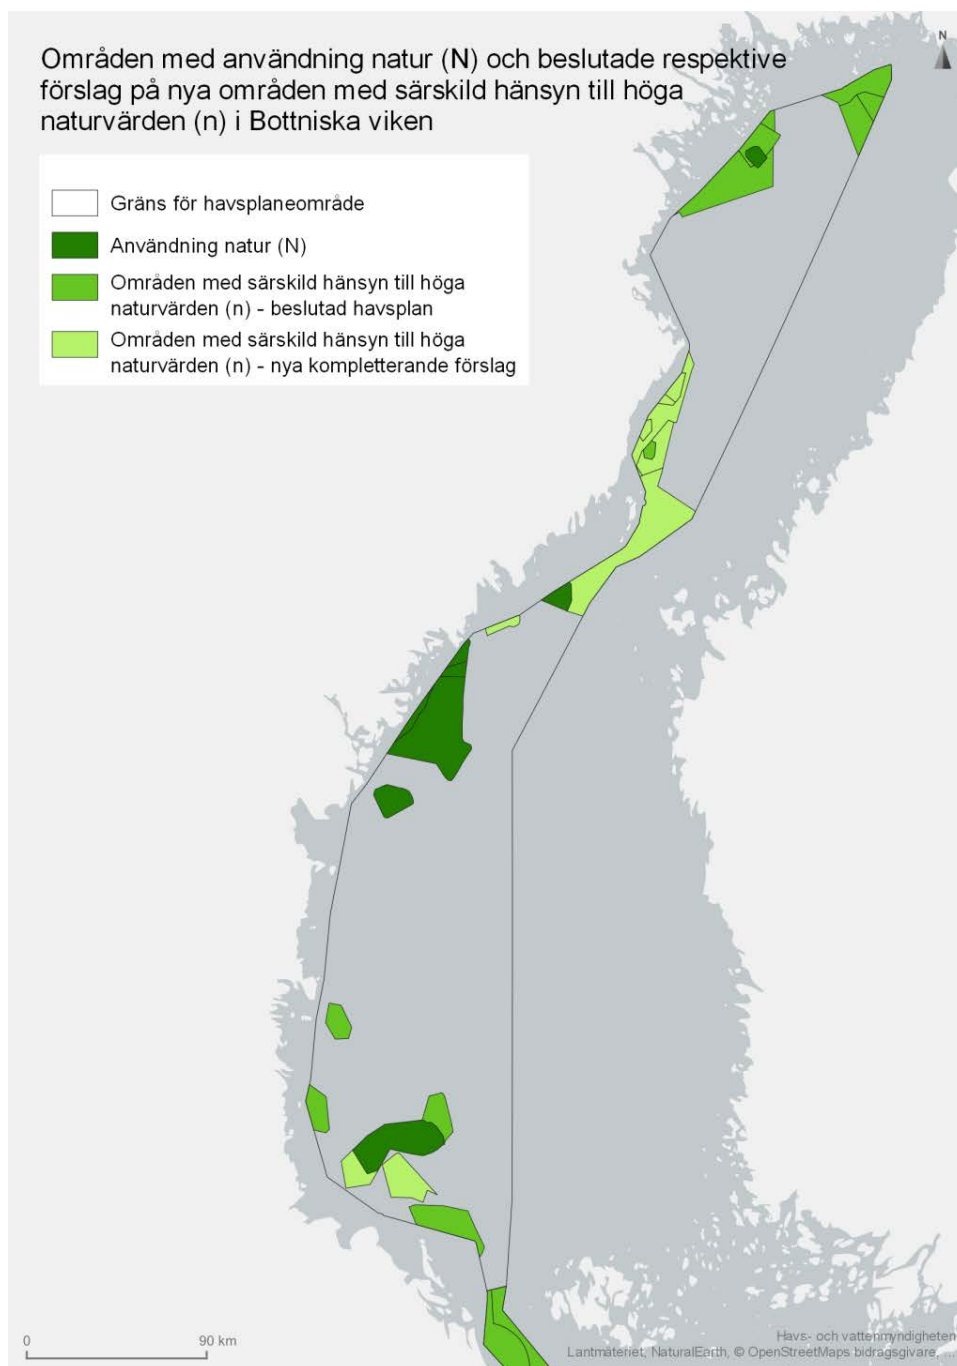 Områden med användning natur (N) och beslutade respektive
förslag på nya områden med särskild hänsyn till höga
naturvärden (n) i Bottniska viken
N
Gräns för havsplaneområde
Användning natur (N)
Områden med särskild hänsyn till höga
naturvärden (n) - beslutad havsplan
Områden med särskild hänsyn till höga
naturvärden (n) - nya kompletterande förslag
0 90 km
Havs- och vattenmyndigheten
Lantmäteriet, NaturalEarth, © OpenStreetMaps bidragsgivare, ...